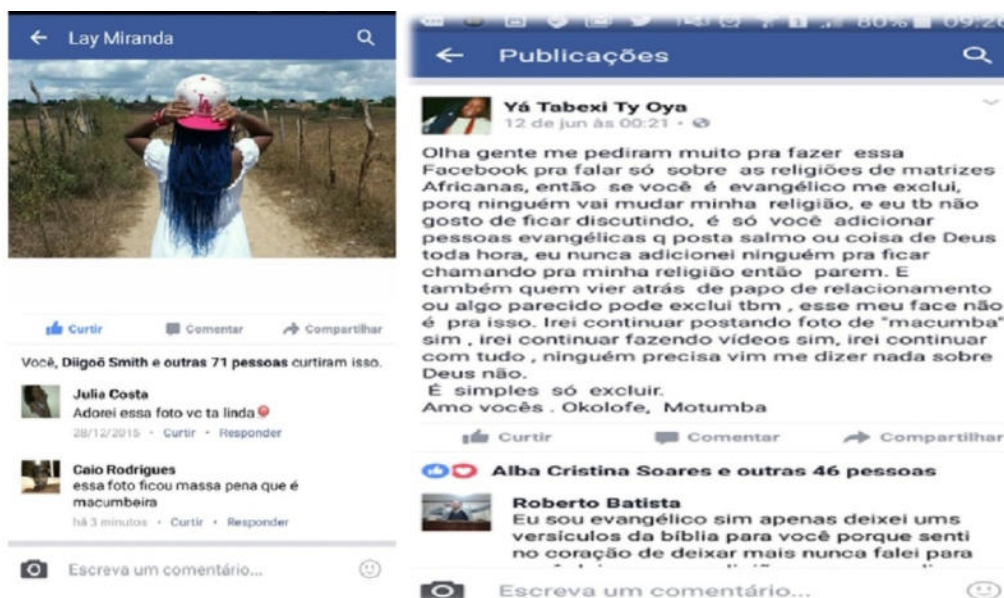 Lay Miranda
Curtir Comentar Compartilhar
Você, Diigoõ Smith e outras 71 pessoas curtiram isso.
Julia Costa
Adorei essa foto vc ta linda
28/12/2015 · Curtir · Responder
Caio Rodrigues
essa foto ficou massa pena que é
macumbeira
há 3 minutos · Curtir · Responder
Escreva um comentário...
80% 09:20
Publicações
Yá Tabexi Ty Oya
12 de jun às 00:21 ·
Olha gente me pediram muito pra fazer essa
Facebook pra falar só sobre as religiões de matrizes
Africanas, então se você é evangélico me exclui,
porq ninguém vai mudar minha religião, e eu tb não
gosto de ficar discutindo, é só você adicionar
pessoas evangélicas q posta salmo ou coisa de Deus
toda hora, eu nunca adicionei ninguém pra ficar
chamando pra minha religião então parem. E
também quem vier atrás de papo de relacionamento
ou algo parecido pode exclui tbm , esse meu face não
é pra isso. Irei continuar postando foto de "macumba"
sim , irei continuar fazendo vídeos sim, irei continuar
com tudo , ninguém precisa vim me dizer nada sobre
Deus não.
É simples só excluir.
Amo vocês . Okolofe, Motumba
Curtir Comentar Compartilhar
Alba Cristina Soares e outras 46 pessoas
Roberto Batista
Eu sou evangélico sim apenas deixei ums
versículos da bíblia para você porque senti
no coração de deixar mais nunca falei para
Escreva um comentário...